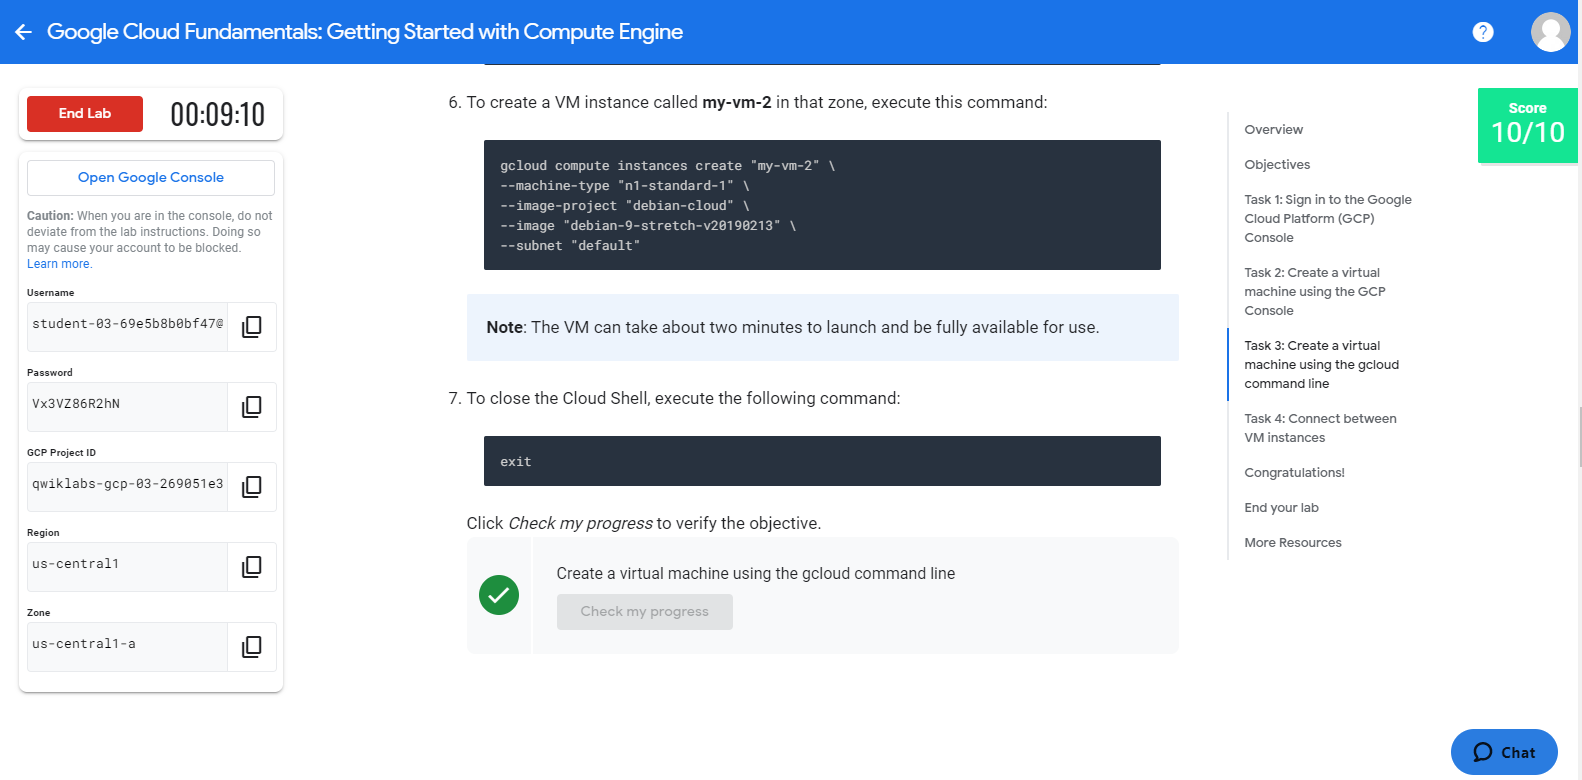 Google Cloud Fundamentals: Getting Started with Compute Engine
?
End Lab
00:09:10
Open Google Console
Caution: When you are in the console, do not
deviate from the lab instructions. Doing so
may cause your account to be blocked.
Learn more.
Username
student-03-69e5b8b0bf47@
Password
Vx3VZ86R2hN
GCP Project ID
qwiklabs-gcp-03-269051e3
Region
us-central1
Zone
us-central1-a
6. To create a VM instance called my-vm-2 in that zone, execute this command:
gcloud compute instances create "my-vm-2" \
--machine-type "n1-standard-1" \
--image-project "debian-cloud" \
--image "debian-9-stretch-v20190213" \
--subnet "default"
Note: The VM can take about two minutes to launch and be fully available for use.
7. To close the Cloud Shell, execute the following command:
exit
Click Check my progress to verify the objective.
Create a virtual machine using the gcloud command line
Check my progress
Overview
Objectives
Task 1: Sign in to the Google
Cloud Platform (GCP)
Console
Task 2: Create a virtual
machine using the GCP
Console
Task 3: Create a virtual
machine using the gcloud
command line
Task 4: Connect between
VM instances
Congratulations!
End your lab
More Resources
Score
10/10
Chat